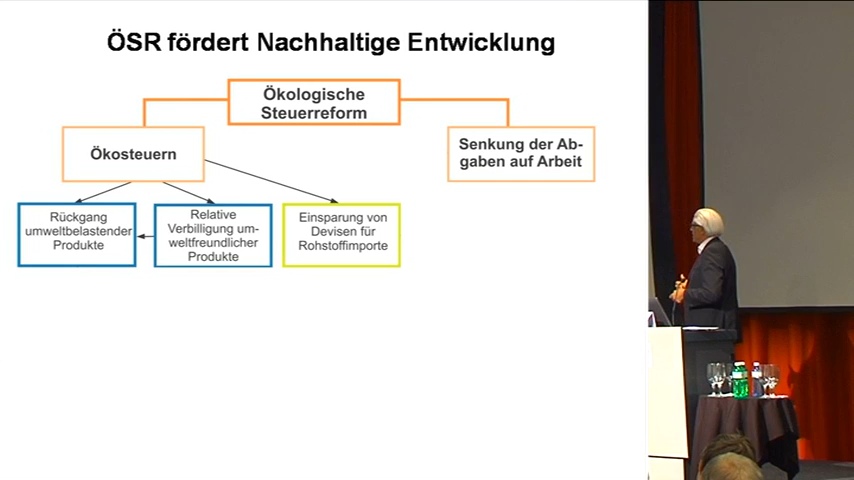 ÖSR fördert Nachhaltige Entwicklung
Ökologische
Steuerreform
Ökosteuern
Senkung der Ab-
gaben auf Arbeit
Rückgang
umweltbelastender
Produkte
Relative
Verbilligung um-
weltfreundlicher
Produkte
Einsparung von
Devisen für
Rohstoffimporte